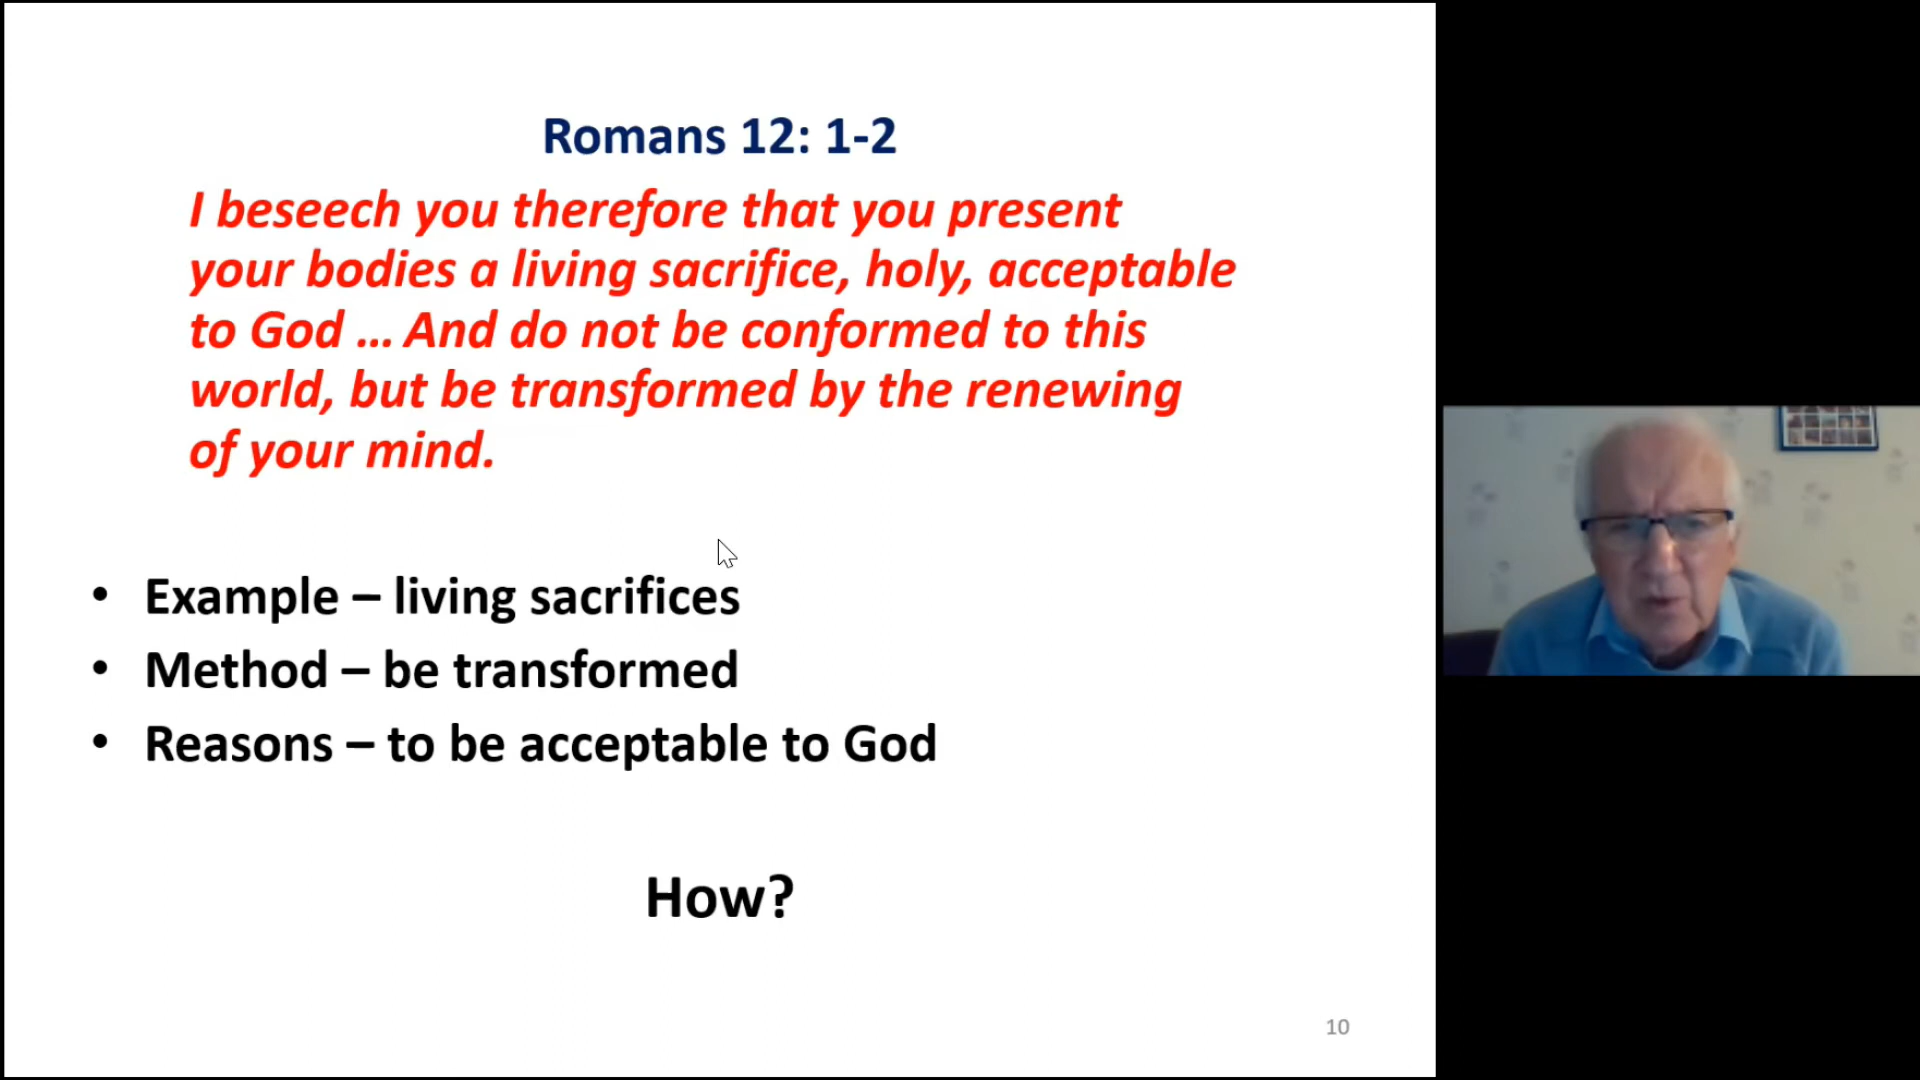 Romans 12: 1-2
I beseech you therefore that you present
your bodies a living sacrifice, holy, acceptable
to God ... And do not be conformed to this
world, but be transformed by the renewing
of your mind.
• Example – living sacrifices
• Method – be transformed
• Reasons – to be acceptable to God
How?
10